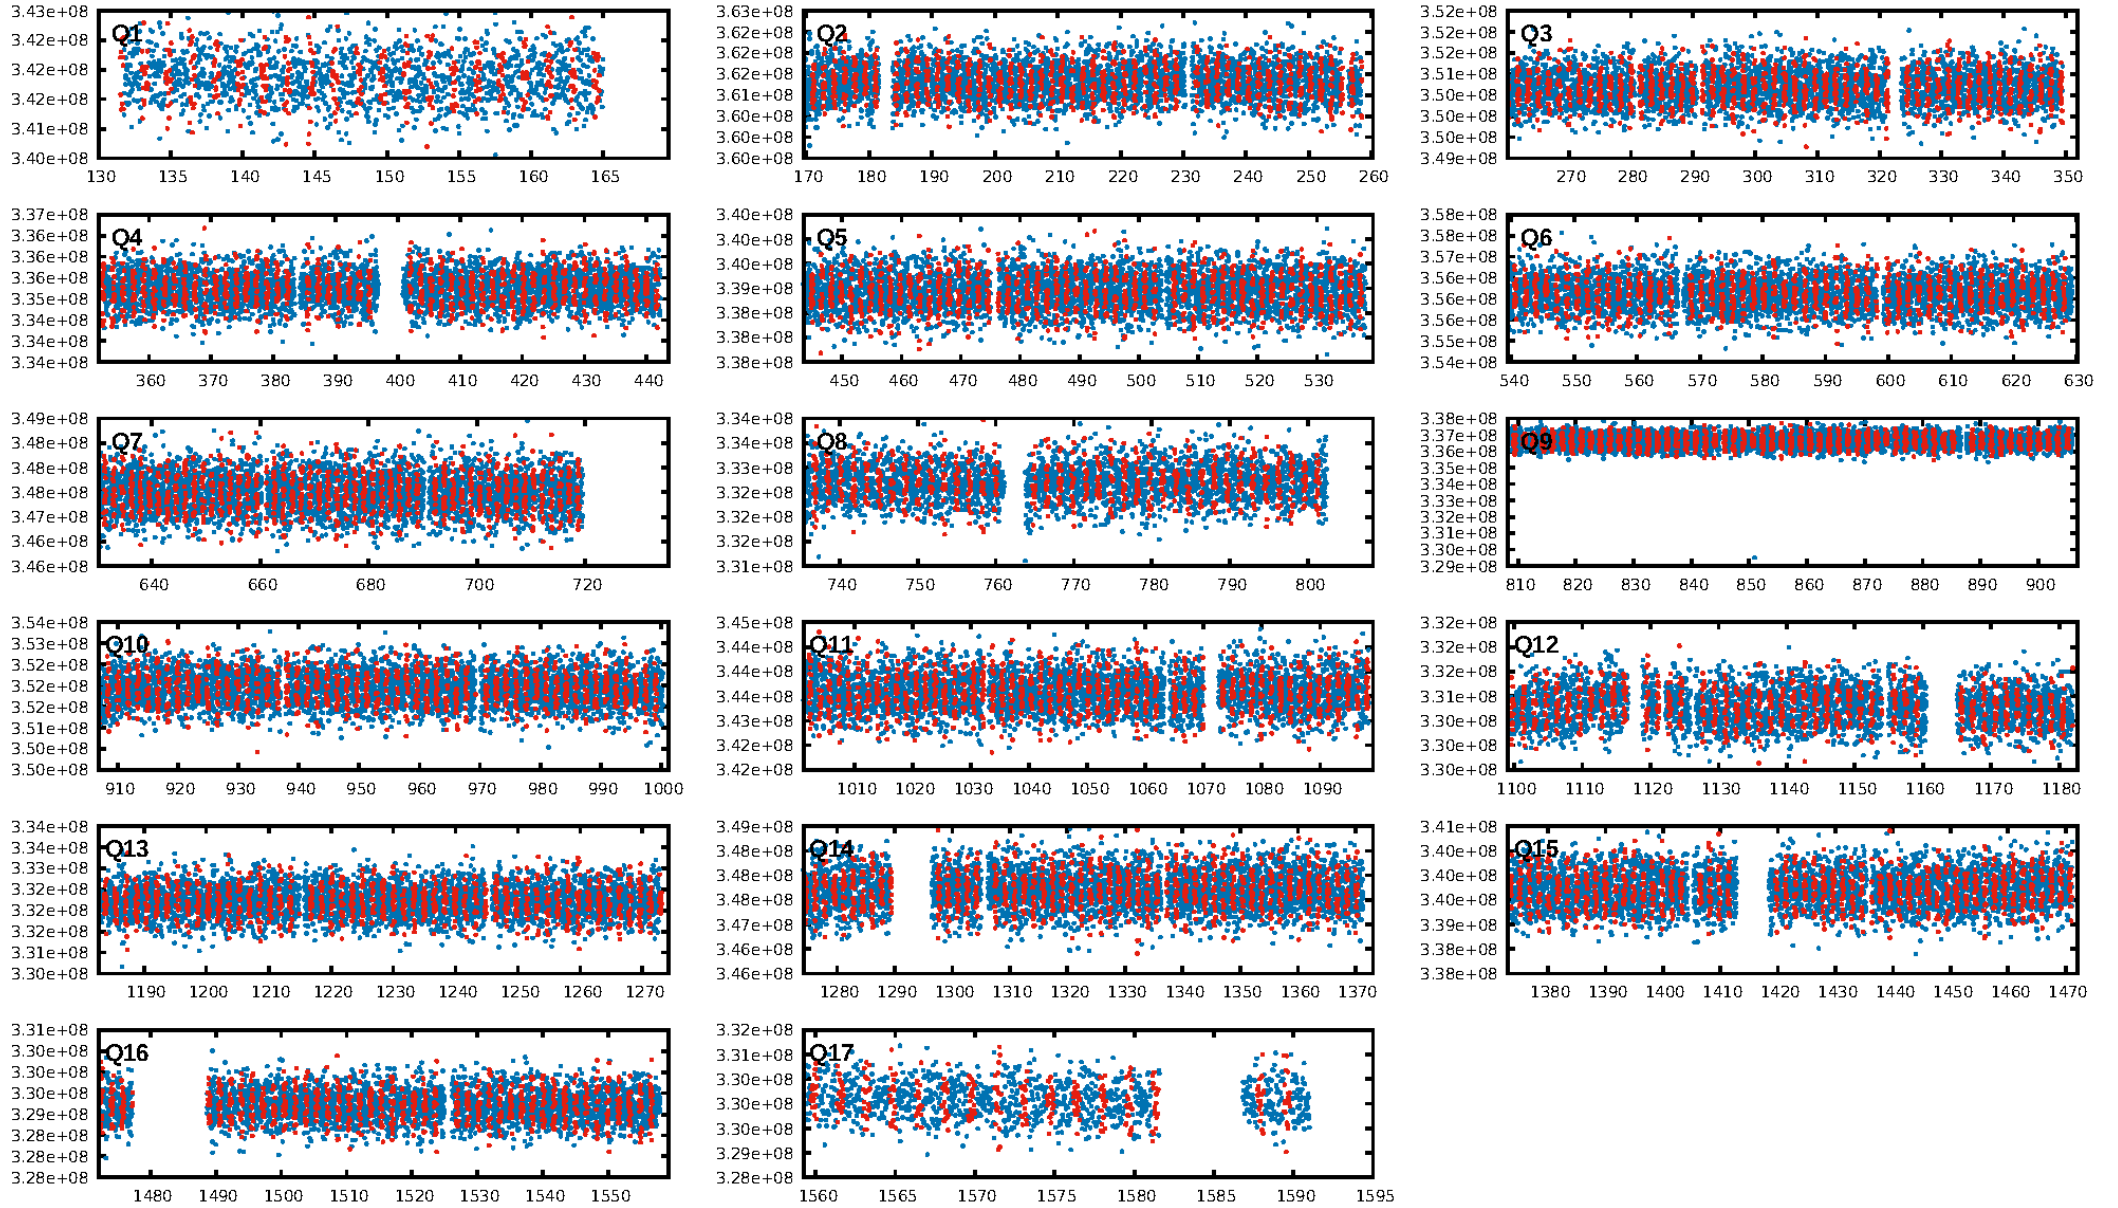 3.43e+08 3.42e+08 3.42e+08 3.42e+08 3.41e+08 3.40e+08
Q1
130 135 140 145 150 155 160 165
3.63e+08 3.62e+08 3.62e+08 3.62e+08 3.61e+08 3.60e+08 3.60e+08 3.60e+08
Q2
170 180 190 200 210 220 230 240 250 260
3.52e+08 3.52e+08 3.51e+08 3.51e+08 3.50e+08 3.50e+08 3.50e+08 3.49e+08
Q3
270 280 290 300 310 320 330 340 350
3.37e+08 3.36e+08 3.36e+08 3.36e+08 3.35e+08 3.34e+08 3.34e+08 3.34e+08
Q4
360 370 380 390 400 410 420 430 440
3.40e+08 3.40e+08 3.40e+08 3.39e+08 3.38e+08 3.38e+08 3.38e+08
Q5
450 460 470 480 490 500 510 520 530
3.58e+08 3.58e+08 3.57e+08 3.56e+08 3.56e+08 3.56e+08 3.55e+08 3.54e+08
Q6
540 550 560 570 580 590 600 610 620 630
3.49e+08 3.48e+08 3.48e+08 3.48e+08 3.47e+08 3.46e+08 3.46e+08
Q7
640 660 680 700 720
3.34e+08 3.34e+08 3.33e+08 3.32e+08 3.32e+08 3.32e+08 3.31e+08
Q8
740 750 760 770 780 790 800
3.38e+08 3.37e+08 3.36e+08 3.35e+08 3.34e+08 3.33e+08 3.32e+08 3.31e+08 3.30e+08 3.29e+08
Q9
810 820 830 840 850 860 870 880 890 900
3.54e+08 3.53e+08 3.52e+08 3.52e+08 3.52e+08 3.51e+08 3.50e+08 3.50e+08
Q10
910 920 930 940 950 960 970 980 990 1000
3.45e+08 3.44e+08 3.44e+08 3.44e+08 3.43e+08 3.42e+08 3.42e+08
Q11
1010 1020 1030 1040 1050 1060 1070 1080 1090
3.32e+08 3.32e+08 3.32e+08 3.31e+08 3.30e+08 3.30e+08 3.30e+08
Q12
1100 1110 1120 1130 1140 1150 1160 1170 1180
3.34e+08 3.34e+08 3.33e+08 3.32e+08 3.32e+08 3.32e+08 3.31e+08 3.30e+08
Q13
1190 1200 1210 1220 1230 1240 1250 1260 1270
3.49e+08 3.48e+08 3.48e+08 3.48e+08 3.47e+08 3.46e+08 3.46e+08
Q14
1280 1290 1300 1310 1320 1330 1340 1350 1360 1370
3.41e+08 3.40e+08 3.40e+08 3.40e+08 3.39e+08 3.38e+08 3.38e+08
Q15
1380 1390 1400 1410 1420 1430 1440 1450 1460 1470
3.31e+08 3.30e+08 3.30e+08 3.29e+08 3.29e+08 3.28e+08 3.28e+08 3.28e+08
Q16
1480 1490 1500 1510 1520 1530 1540 1550
3.32e+08 3.31e+08 3.30e+08 3.30e+08 3.30e+08 3.29e+08 3.28e+08
Q17
1560 1565 1570 1575 1580 1585 1590 1595